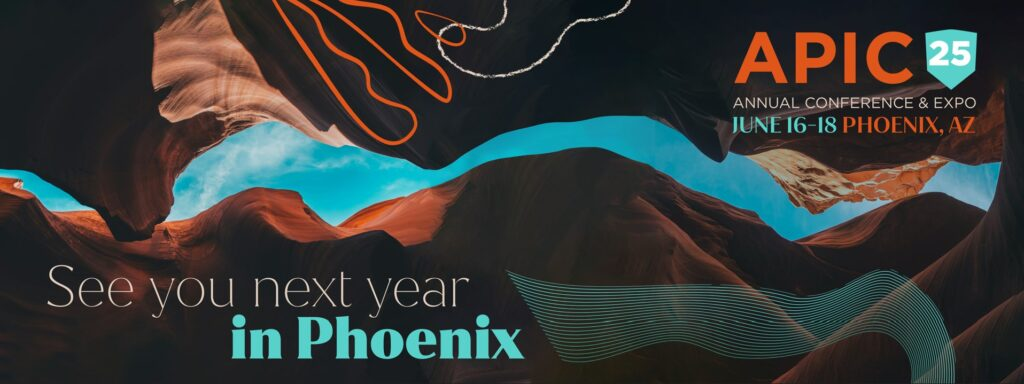 APIC 25
ANNUAL CONFERENCE & EXPO
JUNE 16-18 PHOENIX, AZ
See you next year
in Phoenix